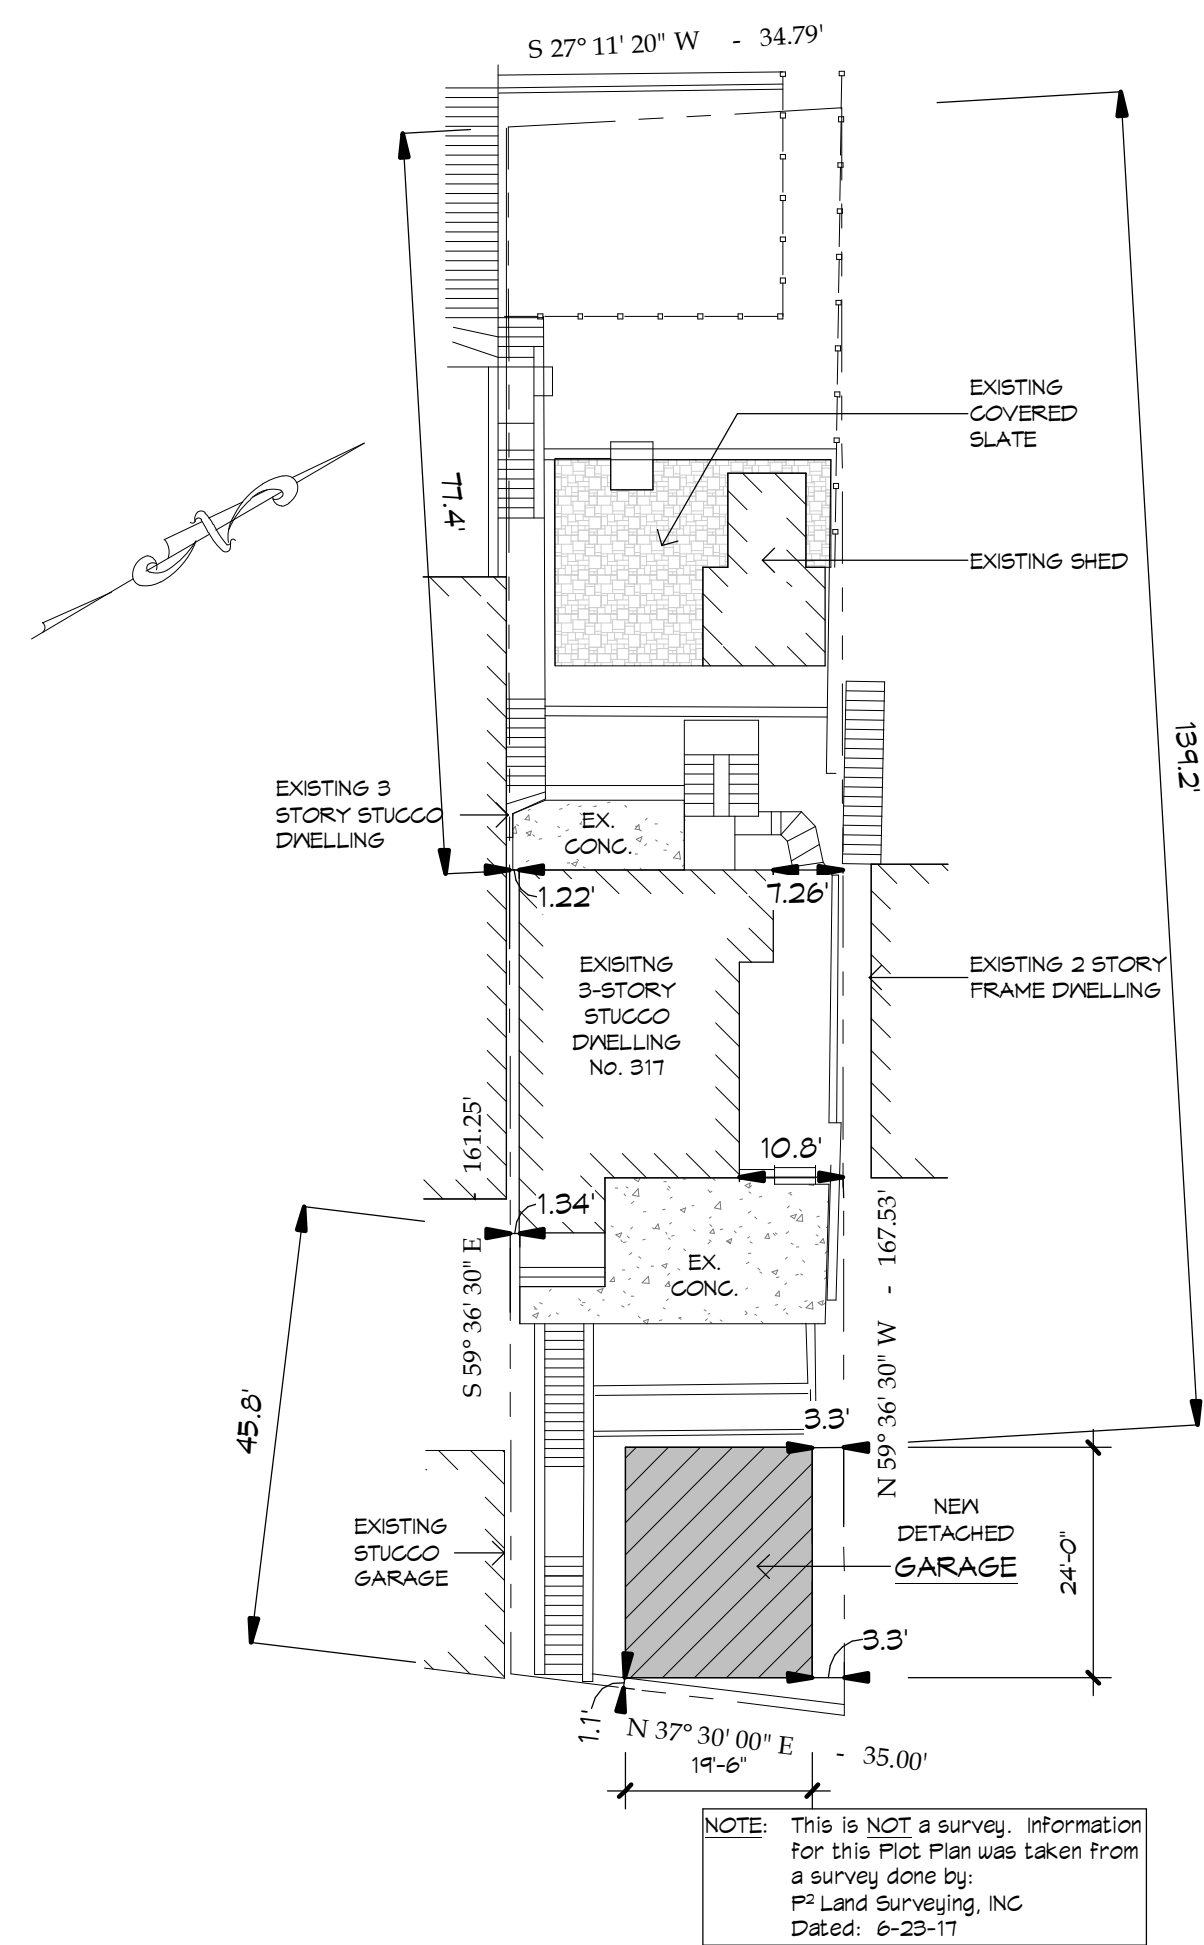 S 27° 11' 20" W - 34.79'
EXISTING
COVERED
SLATE
77.4'
EXISTING SHED
139.2'
EXISTING 3
STORY STUCCO
DWELLING
EX.
CONC.
1.22'
7.26'
EXISITNG
3-STORY
STUCCO
DWELLING
No. 317
EXISTING 2 STORY
FRAME DWELLING
S 59° 36' 30" E - 161.25'
10.8'
1.34'
EX.
CONC.
N 59° 36' 30" W - 167.53'
45.8'
3.3'
EXISTING
STUCCO
GARAGE
NEW
DETACHED
GARAGE
24'-0"
3.3'
1.1'
N 37° 30' 00" E - 35.00'
19'-6"
NOTE: This is NOT a survey. Information
for this Plot Plan was taken from
a survey done by:
P² Land Surveying, INC
Dated: 6-23-17